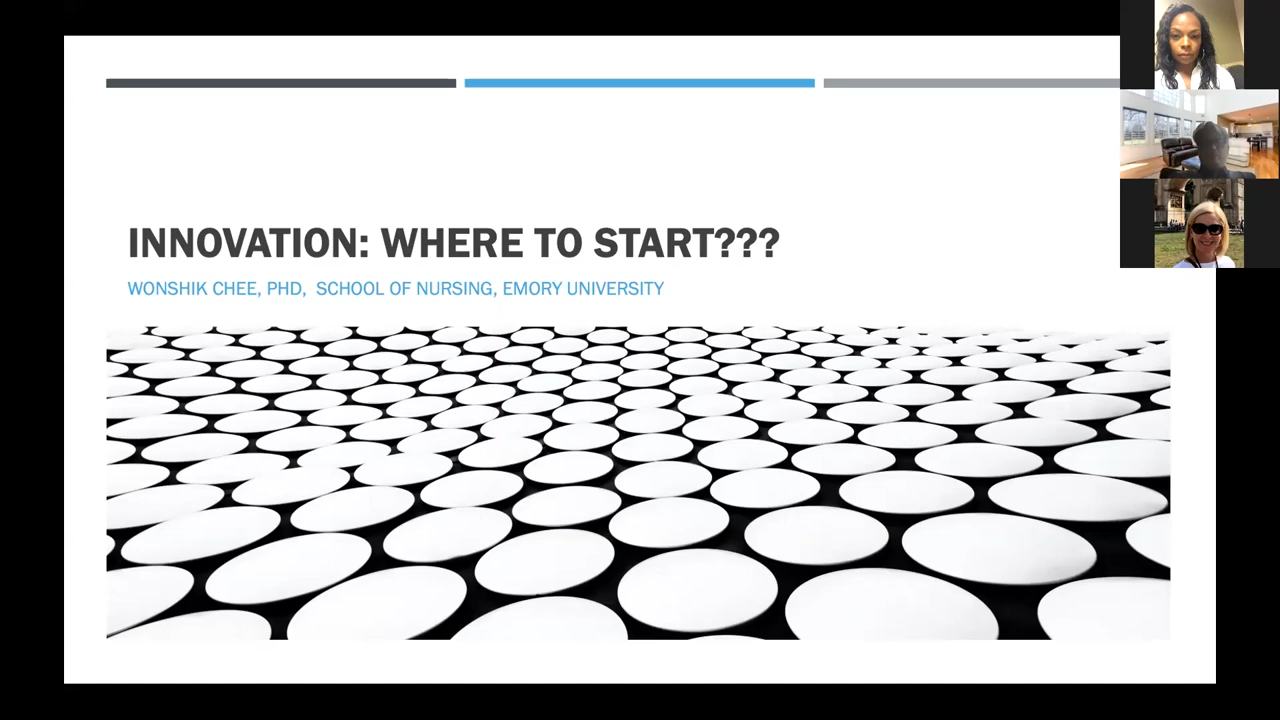 INNOVATION: WHERE TO START???
WONSHIK CHEE, PHD, SCHOOL OF NURSING, EMORY UNIVERSITY